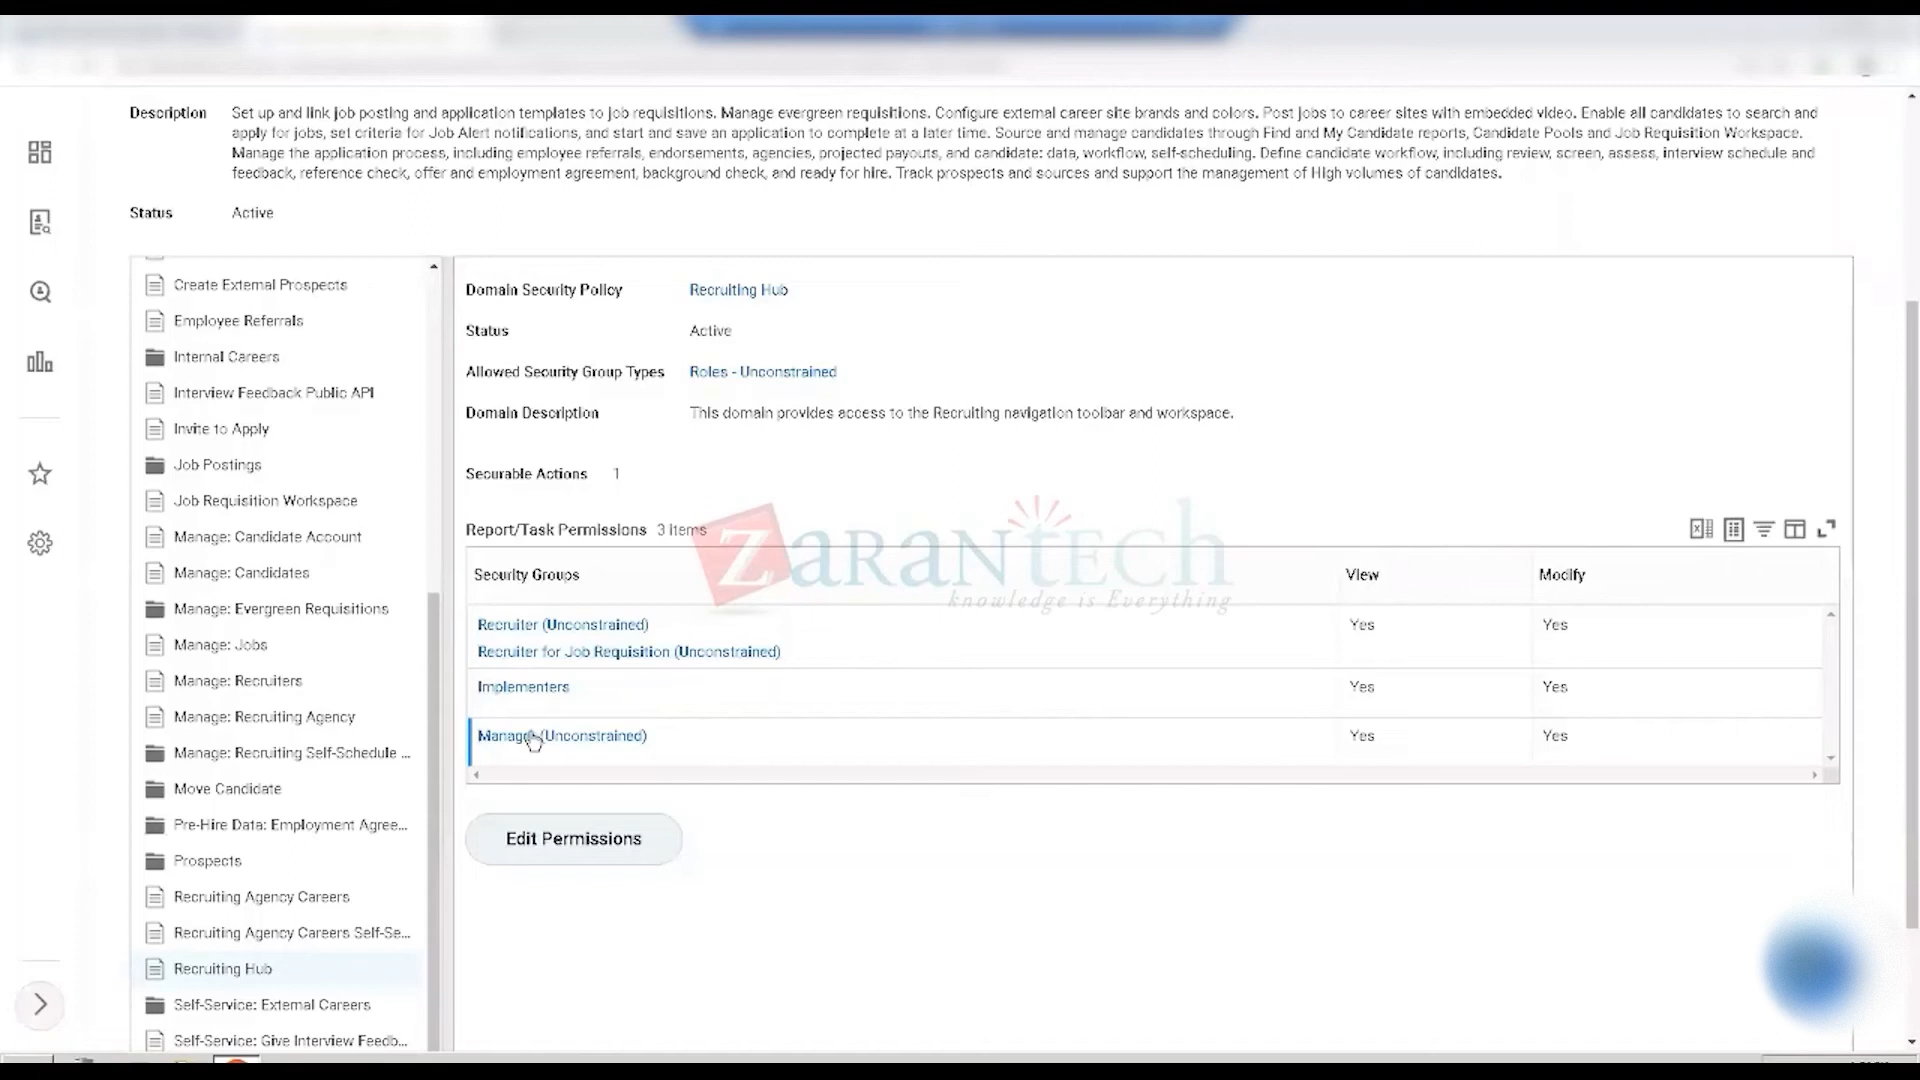 Description
Set up and link job posting and application templates to job requisitions. Manage evergreen requisitions. Configure external career site brands and colors. Post jobs to career sites with embedded video. Enable all candidates to search and
apply for jobs, set criteria for Job Alert notifications, and start and save an application to complete at a later time. Source and manage candidates through Find and My Candidate reports, Candidate Pools and Job Requisition Workspace.
Manage the application process, including employee referrals, endorsements, agencies, projected payouts, and candidate: data, workflow, self-scheduling. Define candidate workflow, including review, screen, assess, interview schedule and
feedback, reference check, offer and employment agreement, background check, and ready for hire. Track prospects and sources and support the management of High volumes of candidates.
Status Active
Create External Prospects
Employee Referrals
Internal Careers
Interview Feedback Public API
Invite to Apply
Job Postings
Job Requisition Workspace
Manage: Candidate Account
Manage: Candidates
Manage: Evergreen Requisitions
Manage: Jobs
Manage: Recruiters
Manage: Recruiting Agency
Manage: Recruiting Self-Schedule ...
Move Candidate
Pre-Hire Data: Employment Agree...
Prospects
Recruiting Agency Careers
Recruiting Agency Careers Self-Se...
Recruiting Hub
Self-Service: External Careers
Self-Service: Give Interview Feedb...
Domain Security Policy Recruiting Hub
Status Active
Allowed Security Group Types Roles - Unconstrained
Domain Description This domain provides access to the Recruiting navigation toolbar and workspace.
Securable Actions 1
Report/Task Permissions 3 items
Security Groups View Modify
Recruiter (Unconstrained) Yes Yes
Recruiter for Job Requisition (Unconstrained)
Implementers Yes Yes
(Unconstrained) Yes Yes
Edit Permissions
ZaranTech
knowledge is Everything